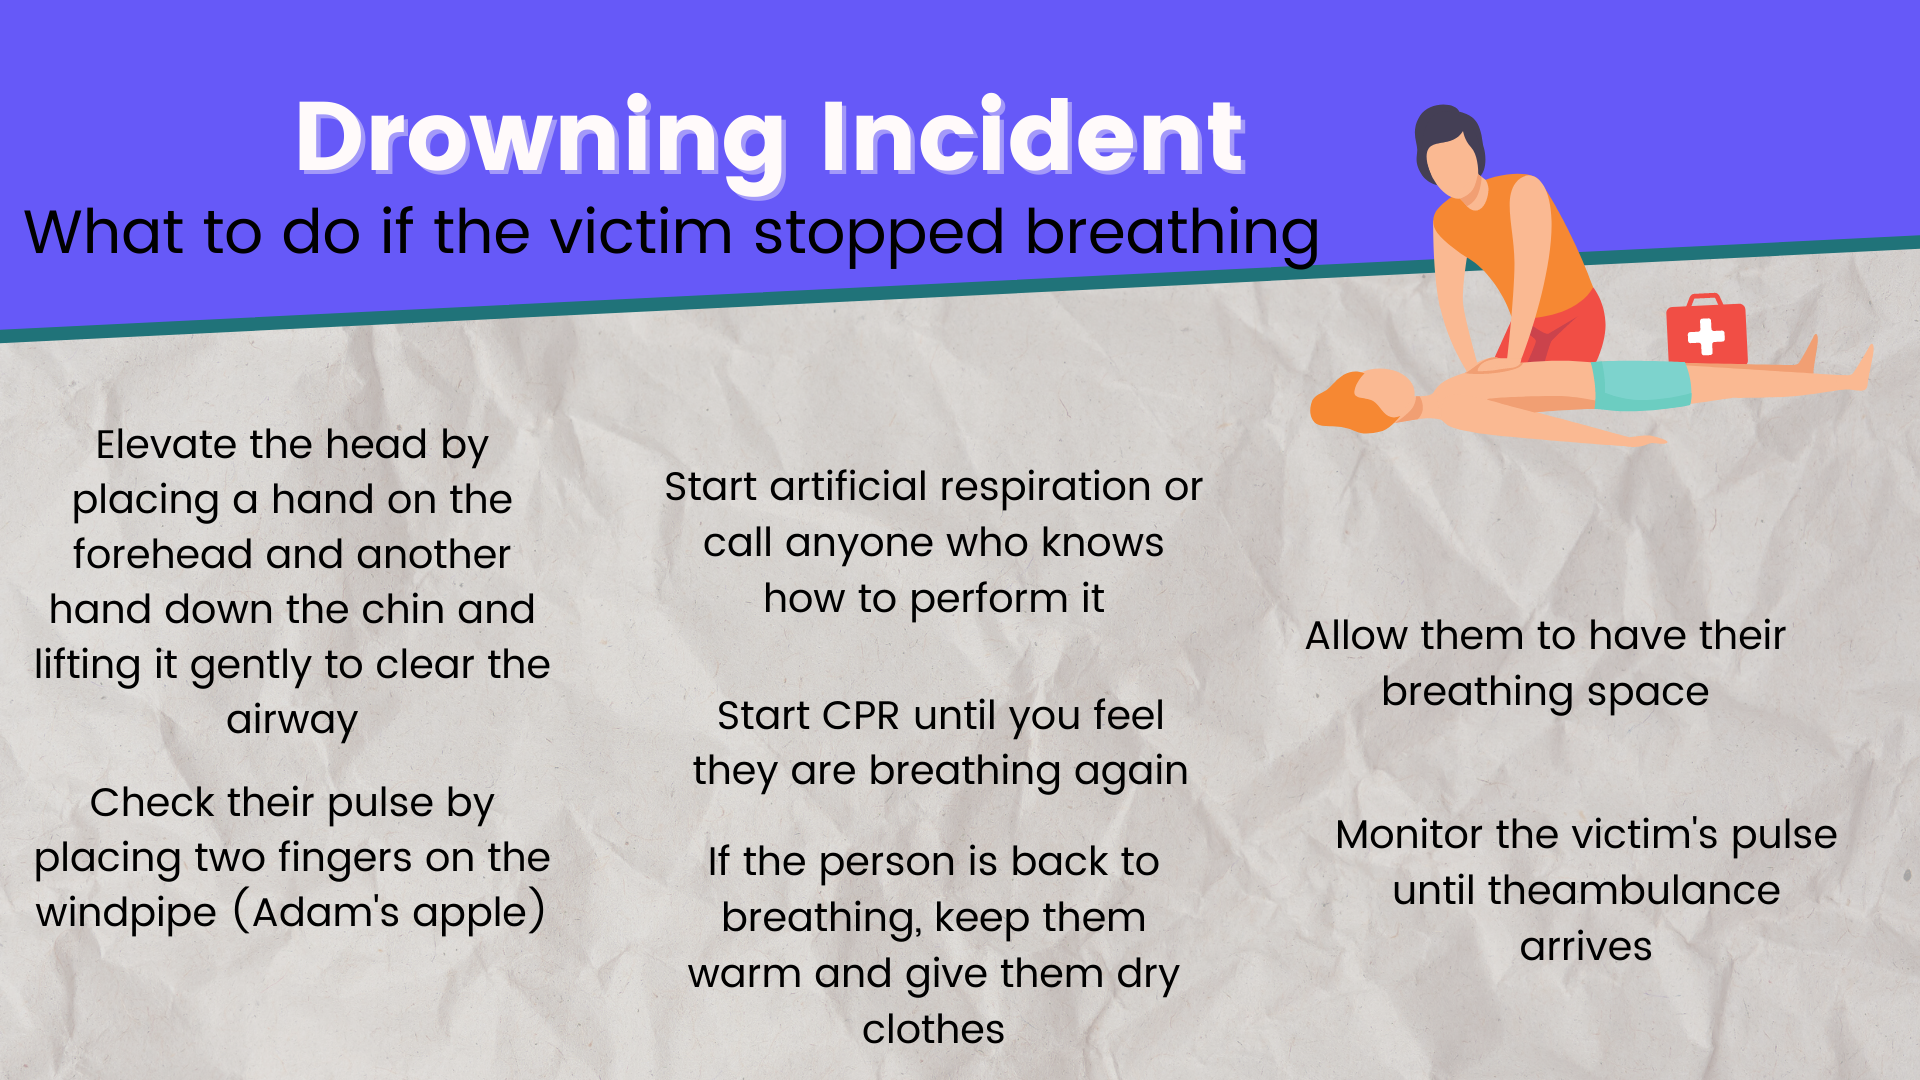 Drowning Incident
What to do if the victim stopped breathing
Elevate the head by
placing a hand on the
forehead and another
hand down the chin and
lifting it gently to clear the
airway
Check their pulse by
placing two fingers on the
windpipe (Adam's apple)
Start artificial respiration or
call anyone who knows
how to perform it
Start CPR until you feel
they are breathing again
If the person is back to
breathing, keep them
warm and give them dry
clothes
Allow them to have their
breathing space
Monitor the victim's pulse
until theambulance
arrives